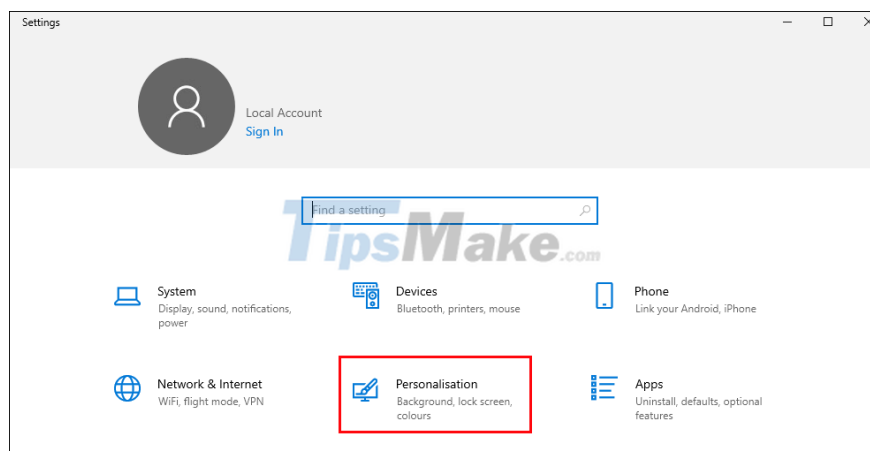 Settings
Local Account
Sign In
Find a setting
TipsMake.com
System
Display, sound, notifications,
power
Devices
Bluetooth, printers, mouse
Phone
Link your Android, iPhone
Network & Internet
WiFi, flight mode, VPN
Personalisation
Background, lock screen,
colours
Apps
Uninstall, defaults, optional
features